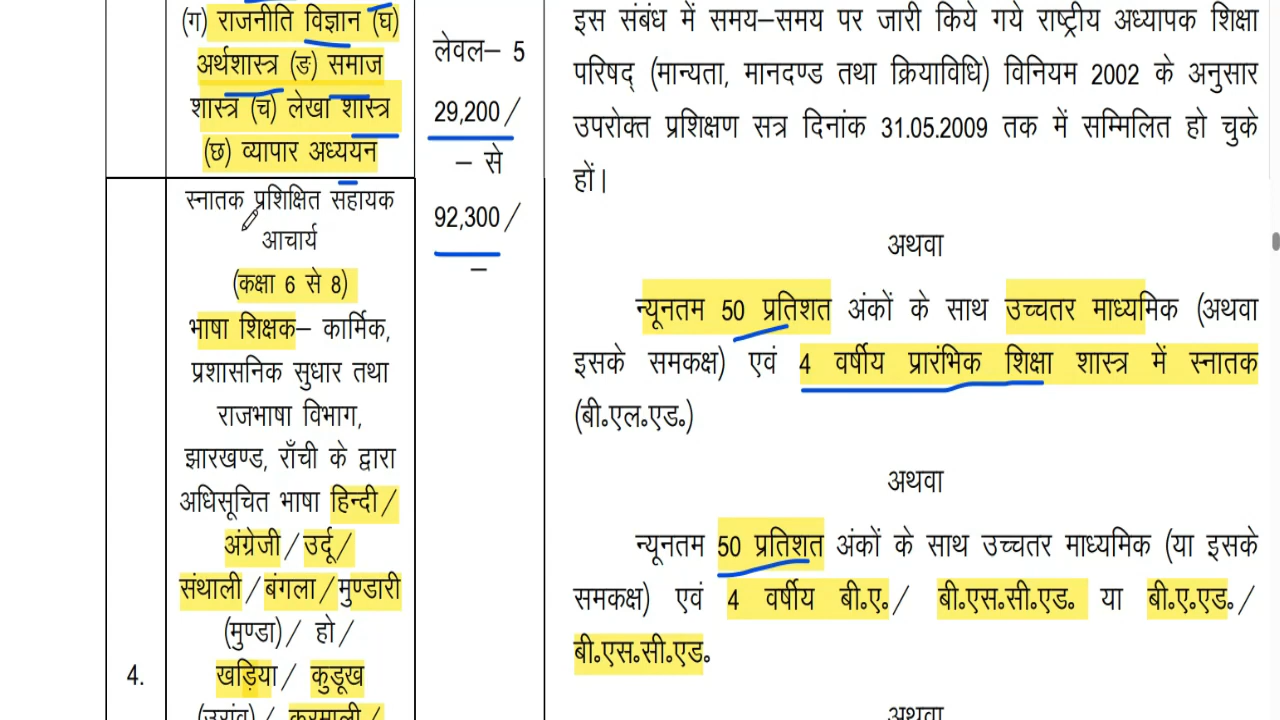 (ग) राजनीति विज्ञान (घ)
अर्थशास्त्र (ङ) समाज
शास्त्र (च) लेखा शास्त्र
(छ) व्यापार अध्ययन
स्नातक प्रशिक्षित सहायक
आचार्य
(कक्षा 6 से 8)
भाषा शिक्षक– कार्मिक,
प्रशासनिक सुधार तथा
राजभाषा विभाग,
झारखण्ड, राँची के द्वारा
अधिसूचित भाषा हिन्दी/
अंग्रेजी/ उर्दू/
संथाली/ बंगला/ मुण्डारी
(मुण्डा)/ हो/
4.
खड़िया/ कुडूख
(उरांव)/ करमाली/
लेवल– 5
29,200/
– से
92,300/
–
इस संबंध में समय–समय पर जारी किये गये राष्ट्रीय अध्यापक शिक्षा
परिषद् (मान्यता, मानदण्ड तथा क्रियाविधि) विनियम 2002 के अनुसार
उपरोक्त प्रशिक्षण सत्र दिनांक 31.05.2009 तक में सम्मिलित हो चुके
हों।
अथवा
न्यूनतम 50 प्रतिशत अंकों के साथ उच्चतर माध्यमिक (अथवा
इसके समकक्ष) एवं 4 वर्षीय प्रारंभिक शिक्षा शास्त्र में स्नातक
(बी॰एल॰एड॰)
अथवा
न्यूनतम 50 प्रतिशत अंकों के साथ उच्चतर माध्यमिक (या इसके
समकक्ष) एवं 4 वर्षीय बी॰ए॰/ बी॰एस॰सी॰एड॰ या बी॰ए॰एड॰/
बी॰एस॰सी॰एड॰
अथवा